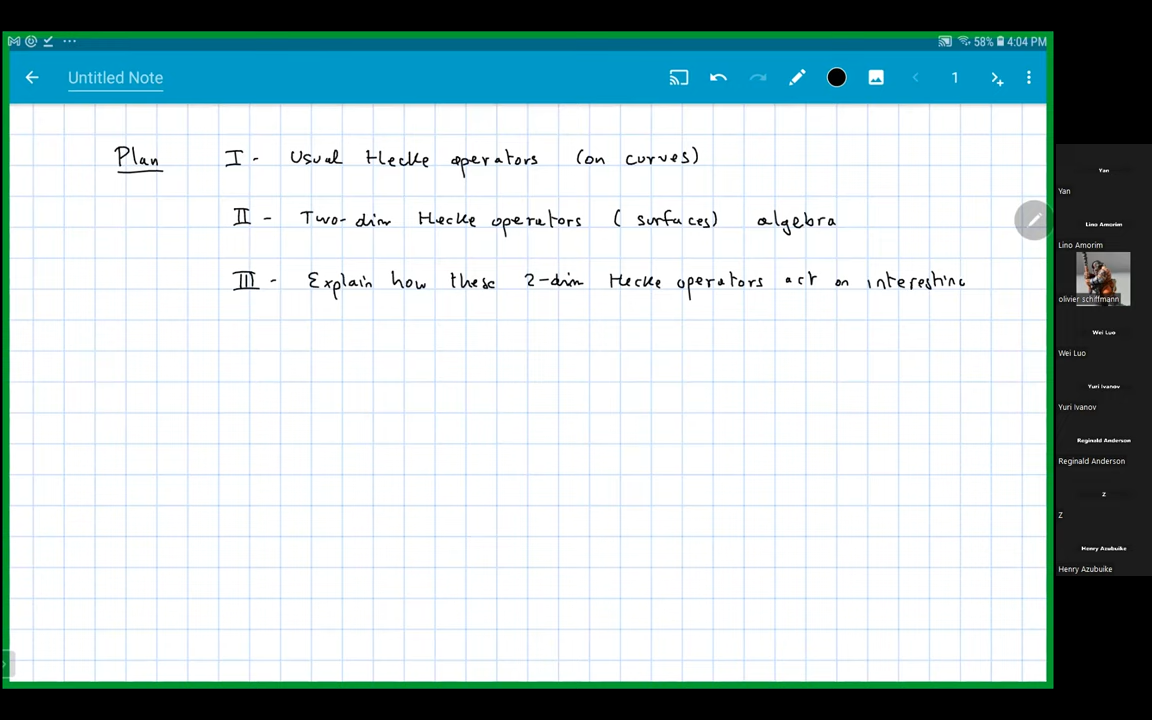 58% 4:04 PM
Untitled Note
1
Plan I - Usual Hecke operators (on curves)
II - Two-dim Hecke operators (surfaces) algebra
III - Explain how these 2-dim Hecke operators act on interesting
Yan
Yan
Lino Amorim
Lino Amorim
olivier schiffmann
Wei Luo
Wei Luo
Yuri Ivanov
Yuri Ivanov
Reginald Anderson
Reginald Anderson
Z
Z
Henry Azubuike
Henry Azubuike